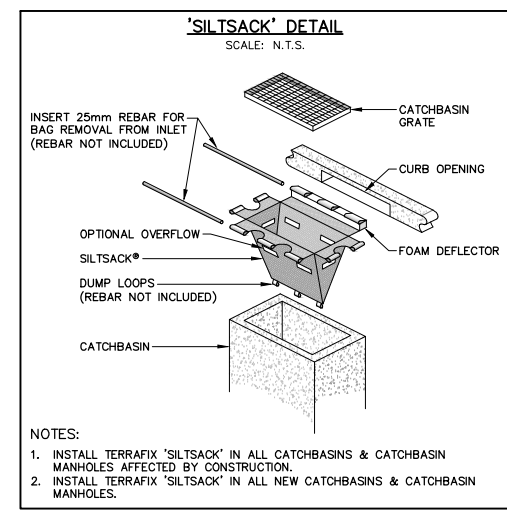 'SILTSACK' DETAIL
SCALE: N.T.S.
CATCHBASIN
GRATE
INSERT 25mm REBAR FOR
BAG REMOVAL FROM INLET
(REBAR NOT INCLUDED)
CURB OPENING
OPTIONAL OVERFLOW
FOAM DEFLECTOR
SILTSACK®
DUMP LOOPS
(REBAR NOT INCLUDED)
CATCHBASIN
NOTES:
1. INSTALL TERRAFIX 'SILTSACK' IN ALL CATCHBASINS & CATCHBASIN
MANHOLES AFFECTED BY CONSTRUCTION.
2. INSTALL TERRAFIX 'SILTSACK' IN ALL NEW CATCHBASINS & CATCHBASIN
MANHOLES.